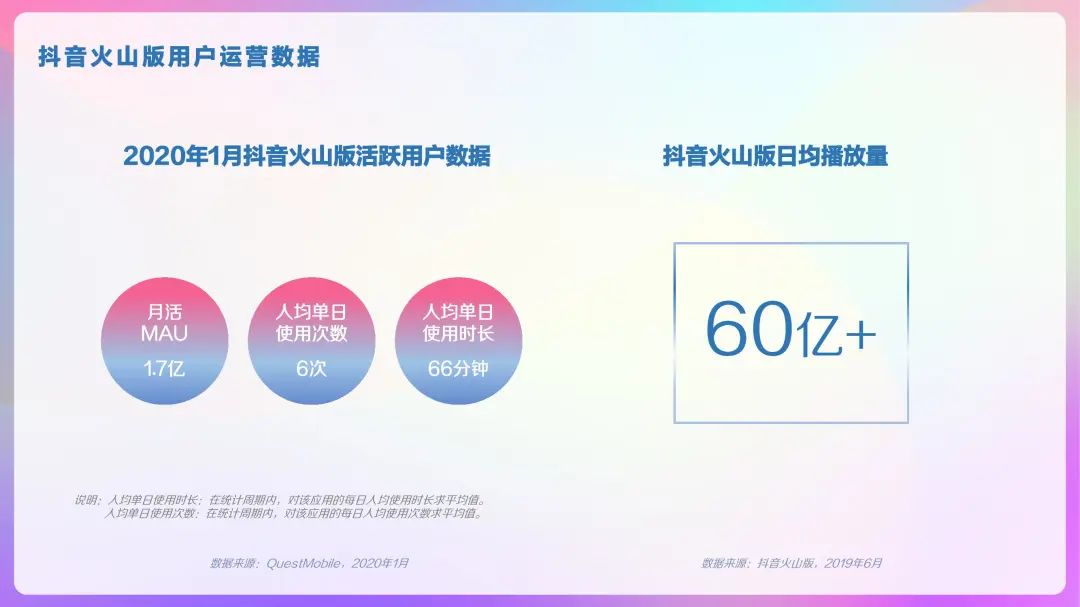 抖音火山版用户运营数据
2020年1月抖音火山版活跃用户数据
月活
MAU
1.7亿
人均单日
使用次数
6次
人均单日
使用时长
66分钟
说明：人均单日使用时长：在统计周期内，对该应用的每日人均使用时长求平均值。
人均单日使用次数：在统计周期内，对该应用的每日人均使用次数求平均值。
数据来源：QuestMobile，2020年1月
抖音火山版日均播放量
60亿+
数据来源：抖音火山版，2019年6月